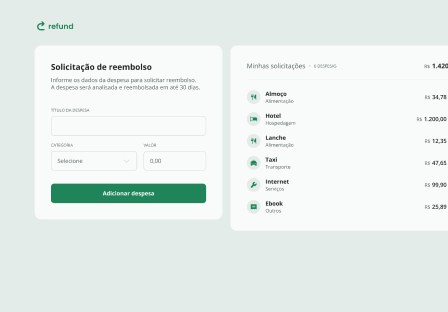 refund
Solicitação de reembolso
Informe os dados da despesa para solicitar reembolso.
A despesa será analisada e reembolsada em até 30 dias.
TÍTULO DA DESPESA
CATEGORIA VALOR
Selecione 0,00
Adicionar despesa
Minhas solicitações • 6 DESPESAS R$ 1.420
Almoço
Alimentação
R$ 34,78
Hotel
Hospedagem
R$ 1.200,00
Lanche
Alimentação
R$ 12,35
Taxi
Transporte
R$ 47,65
Internet
Serviços
R$ 99,90
Ebook
Outros
R$ 25,89